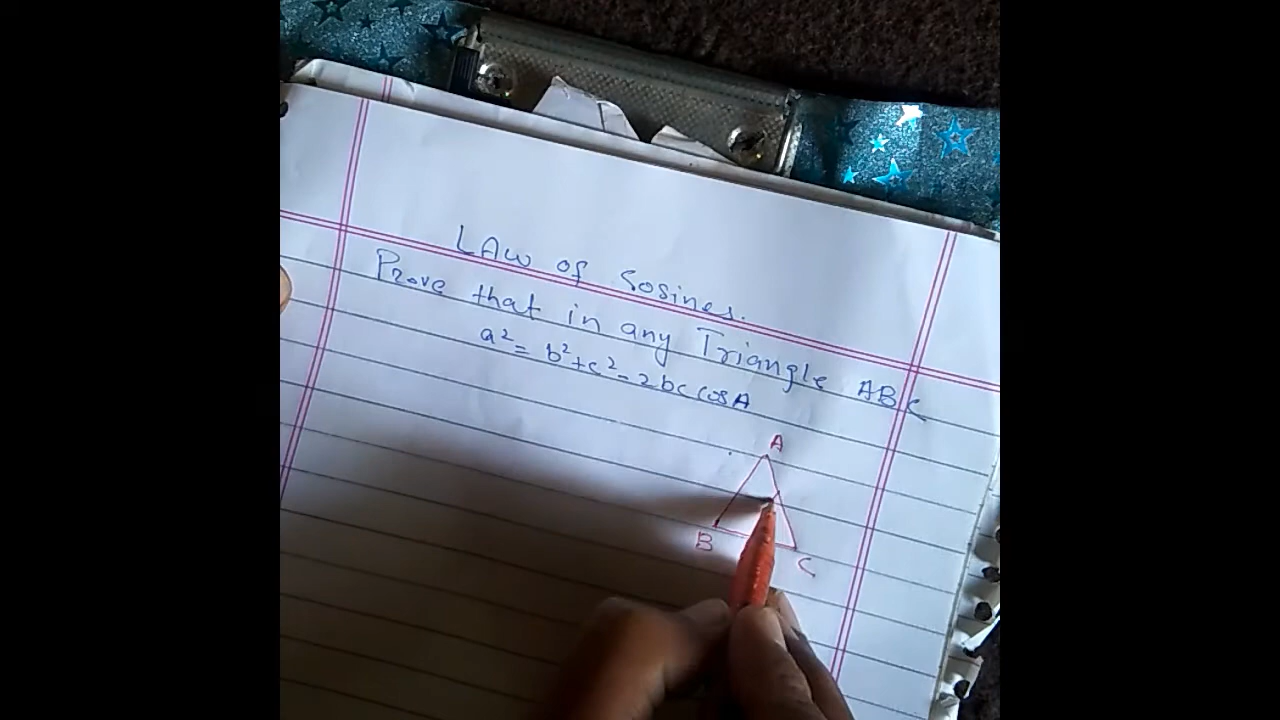 LAW of Sosines.
Prove that in any Triangle ABC
a² = b²+c²-2bc cosA
A
B
C